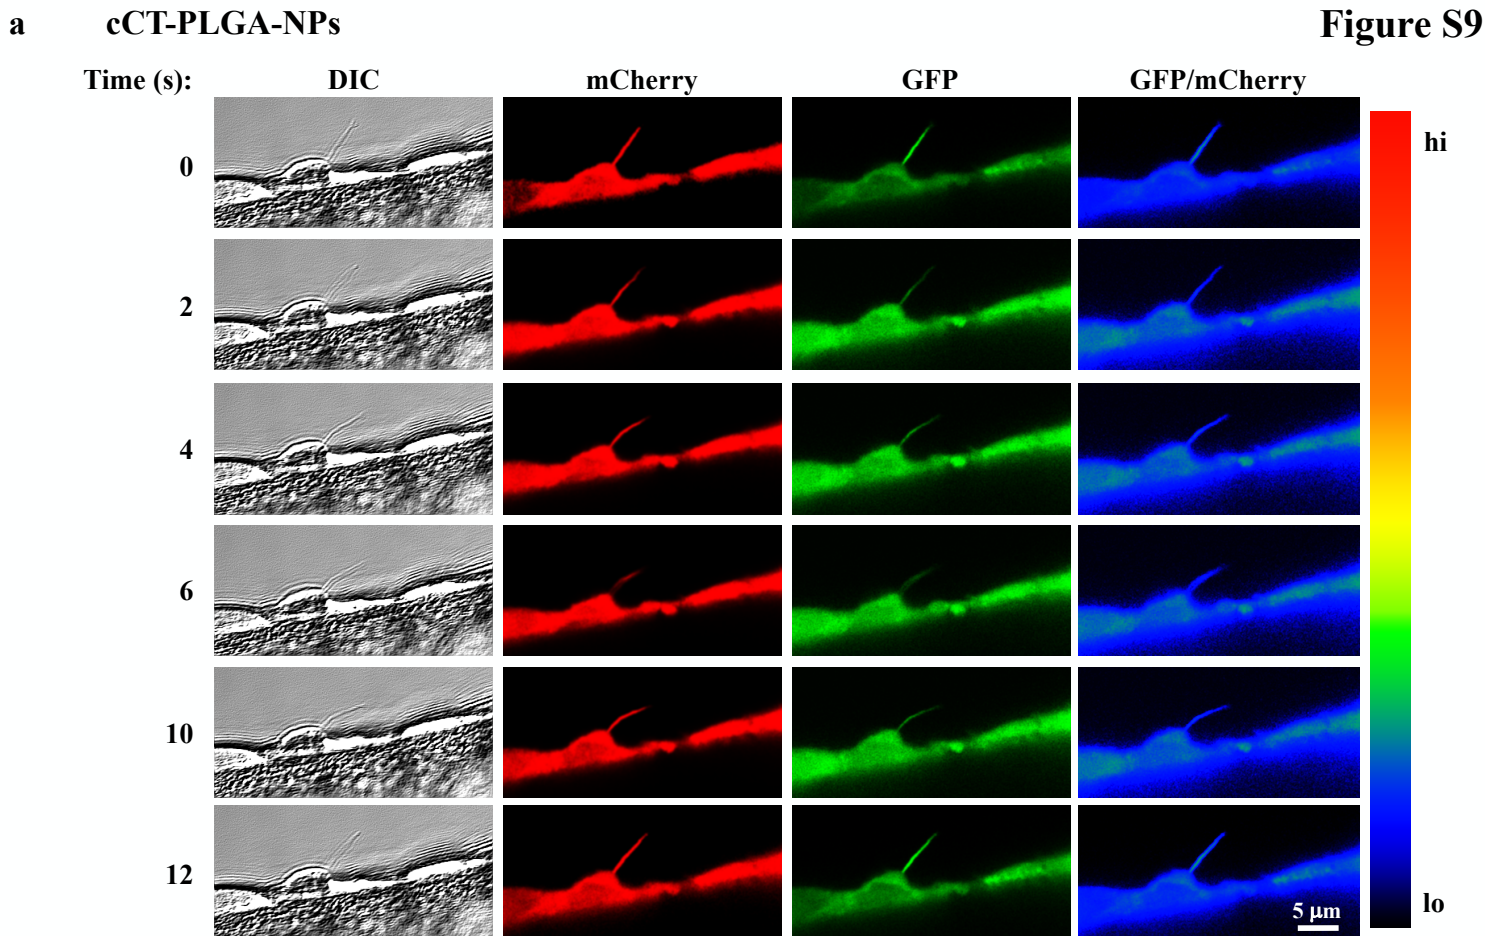 a cCT-PLGA-NPs Figure S9
Time (s): DIC mCherry GFP GFP/mCherry
hi
0
2
4
6
10
12
lo
5 μm